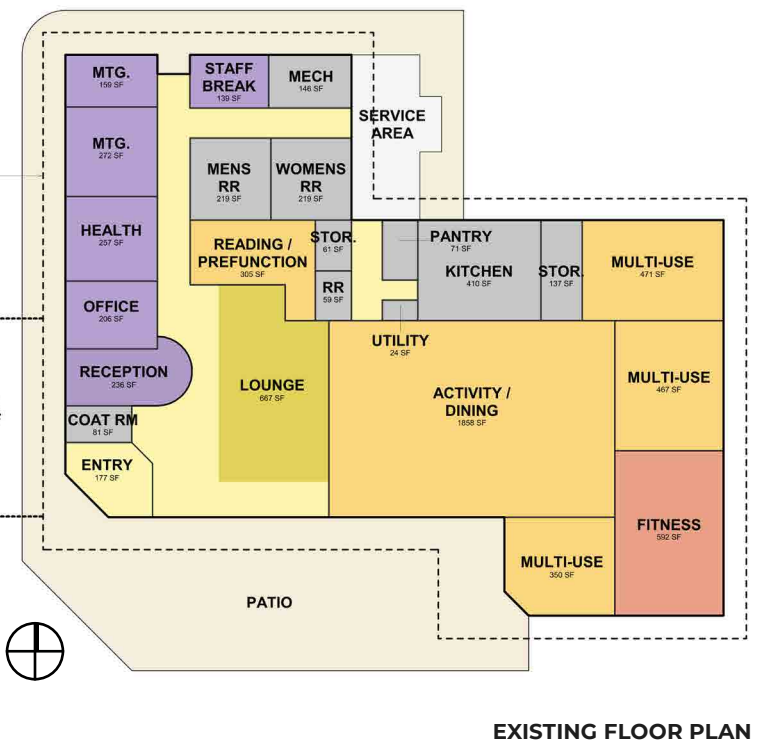 MTG.
159 SF
STAFF
BREAK
139 SF
MECH
146 SF
SERVICE
AREA
MTG.
272 SF
MENS
RR
219 SF
WOMENS
RR
219 SF
HEALTH
257 SF
READING /
PREFUNCTION
305 SF
STOR.
61 SF
PANTRY
71 SF
KITCHEN
410 SF
STOR.
137 SF
MULTI-USE
471 SF
RR
59 SF
OFFICE
206 SF
UTILITY
24 SF
RECEPTION
236 SF
LOUNGE
667 SF
ACTIVITY /
DINING
1858 SF
MULTI-USE
467 SF
COAT RM
81 SF
ENTRY
177 SF
FITNESS
592 SF
MULTI-USE
350 SF
PATIO
EXISTING FLOOR PLAN